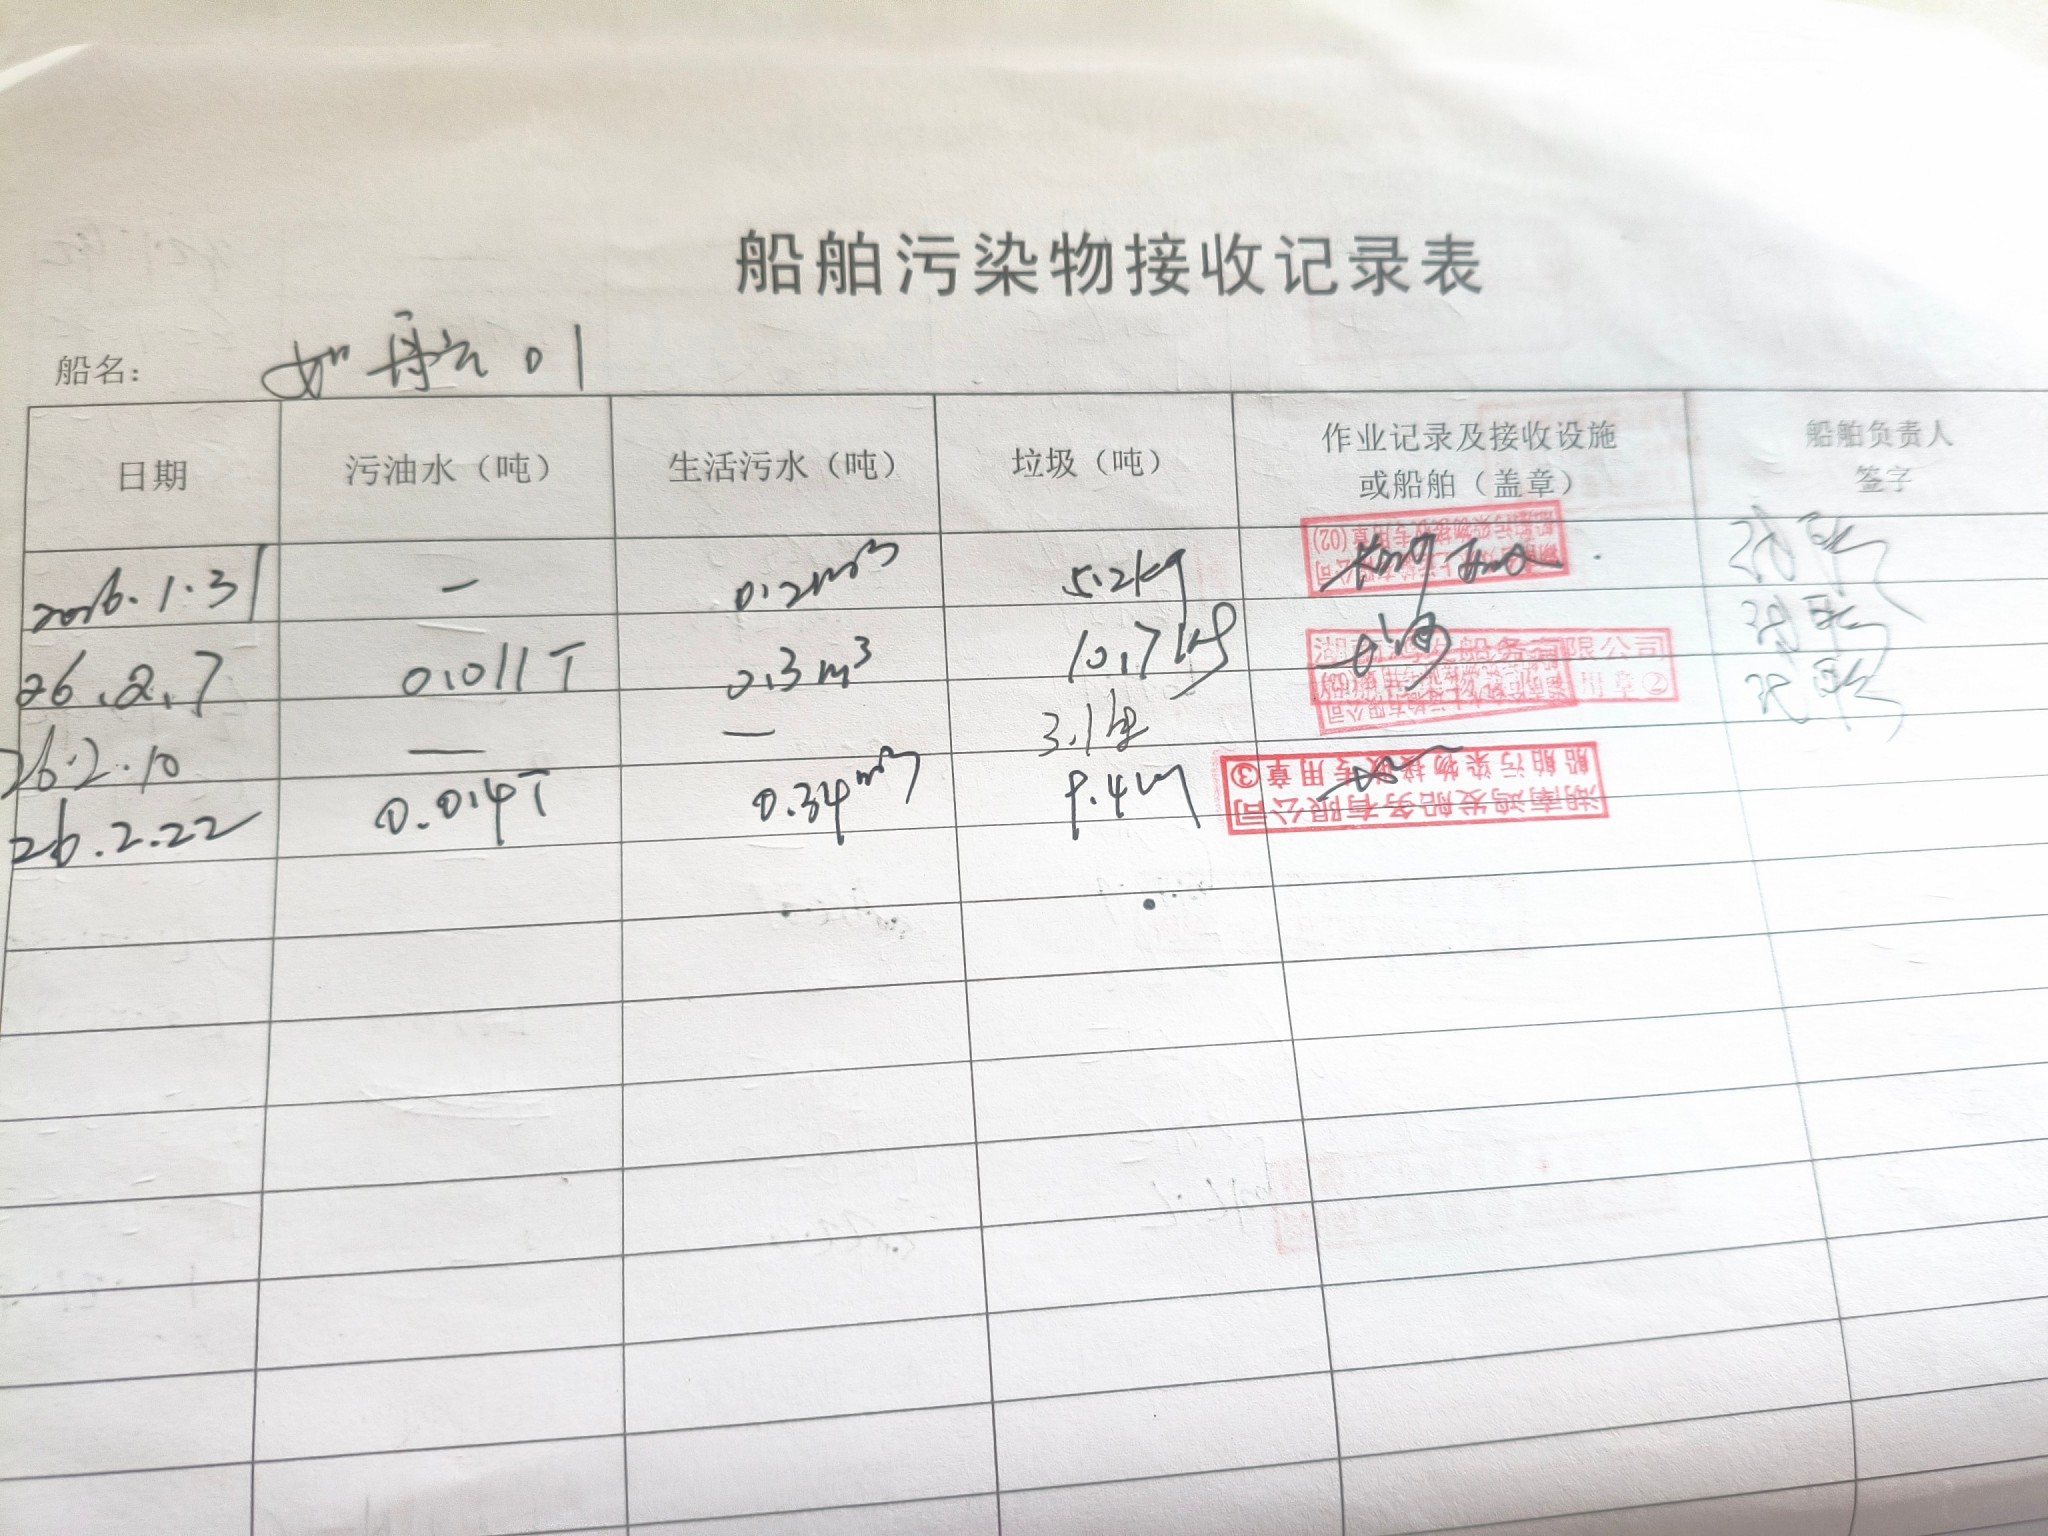 船舶污染物接收记录表
船名： 如舟亢 01
日期 污油水（吨） 生活污水（吨） 垃圾（吨） 作业记录及接收设施或船舶（盖章） 船舶负责人签字
2026.1.31 — 0.2m³ 5.2kg
26.2.7 0.011T 0.3m³ 10.7kg
26.2.10 — — 3.1kg
26.2.22 0.014T 0.34m³ 9.4kg
船舶污染物接收专用章③
湖南鸿发船务有限公司